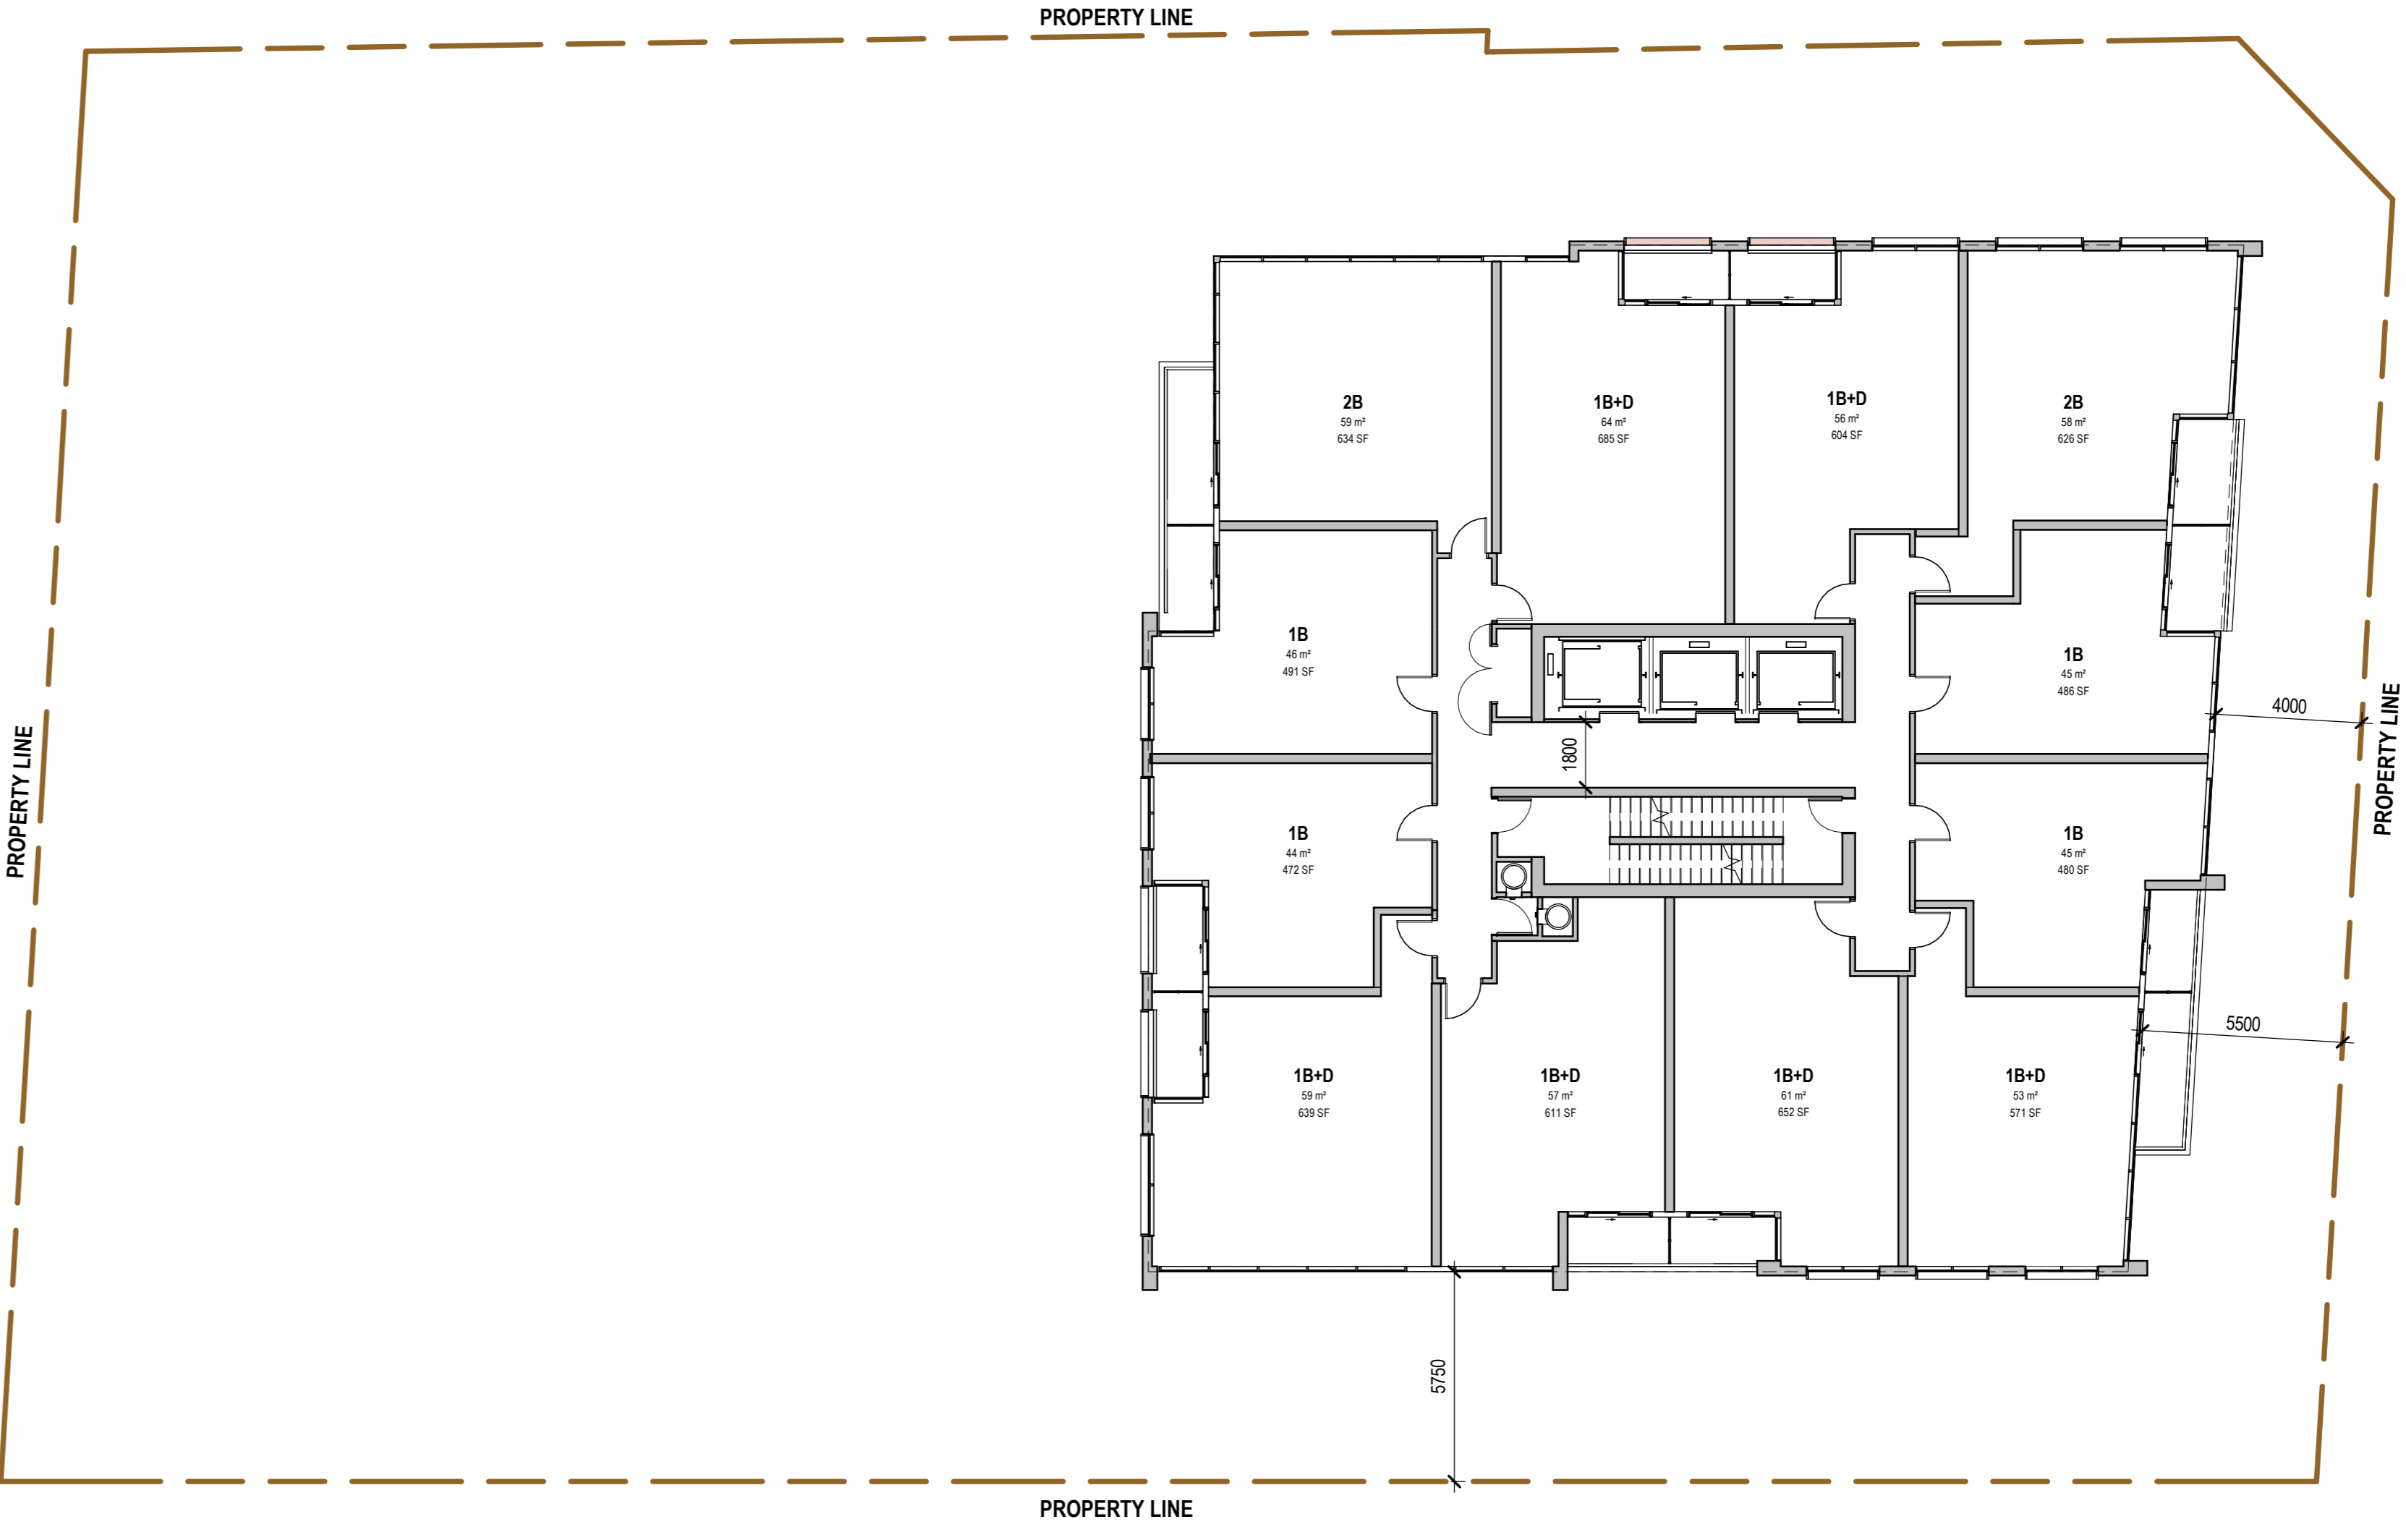 PROPERTY LINE
2B
59 m²
634 SF
1B+D
64 m²
685 SF
1B+D
56 m²
604 SF
2B
58 m²
626 SF
1B
46 m²
491 SF
1B
45 m²
486 SF
4000
PROPERTY LINE
PROPERTY LINE
1800
1B
44 m²
472 SF
1B
45 m²
480 SF
5500
1B+D
59 m²
639 SF
1B+D
57 m²
611 SF
1B+D
61 m²
652 SF
1B+D
53 m²
571 SF
5750
PROPERTY LINE